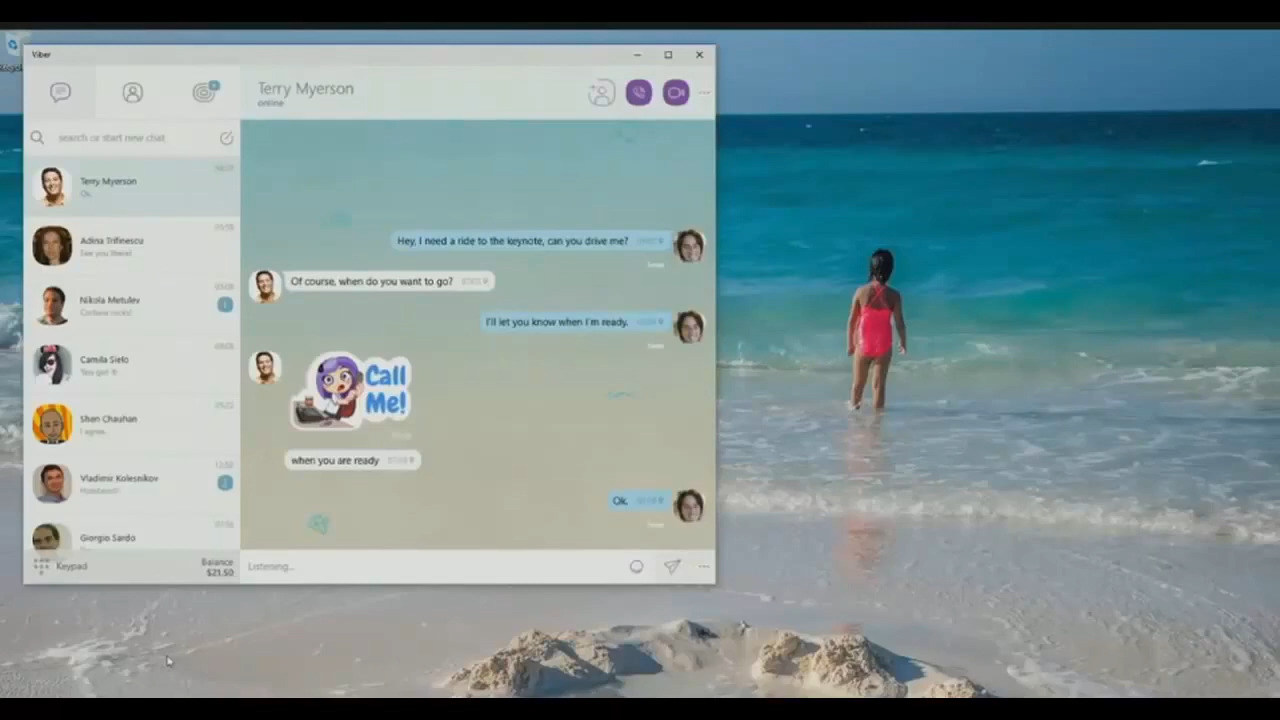 Viber
Terry Myerson
online
search or start new chat
Terry Myerson
Ok.
Adina Trifinescu
See you there!
Nikola Metulev
Camila Sielo
Shen Chauhan
I agree.
Vladimir Kolesnikov
Giorgio Sardo
Keypad
Balance
$21.50
Hey, I need a ride to the keynote, can you drive me?
Of course, when do you want to go?
I'll let you know when I'm ready.
Call
Me!
when you are ready
Ok.
Listening...